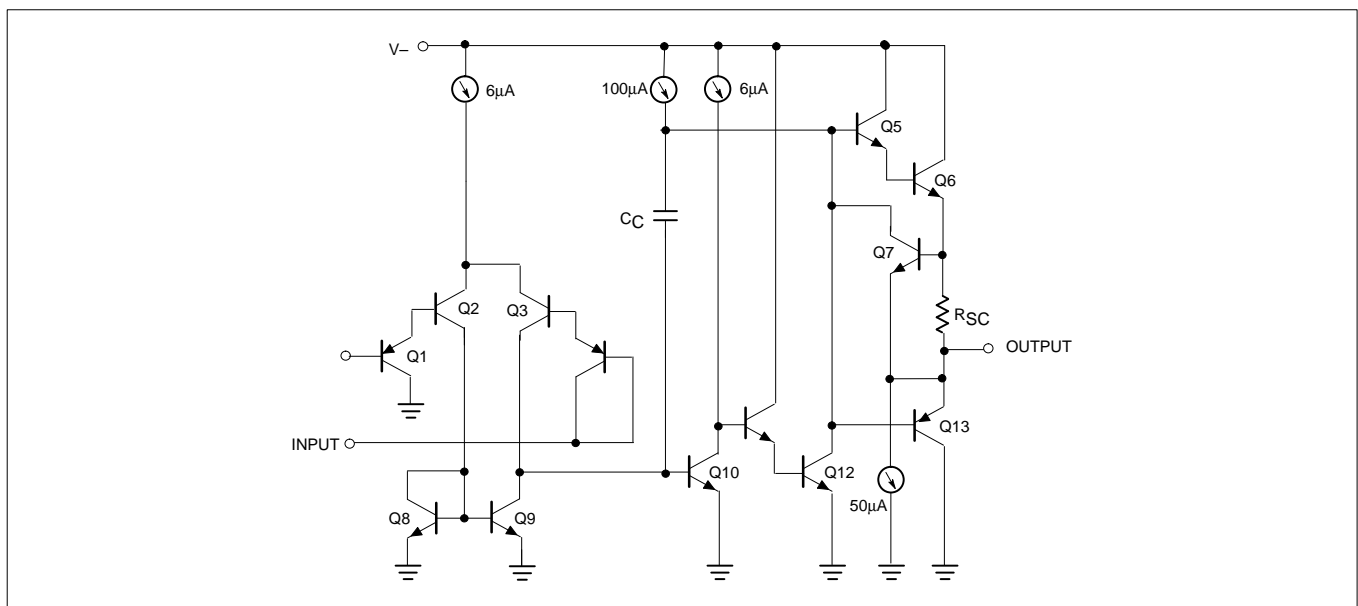 V–
6μA
100μA
6μA
Q5
Q6
CC
Q7
Q2
Q3
RSC
OUTPUT
Q1
Q13
INPUT
Q10
Q12
50μA
Q8
Q9